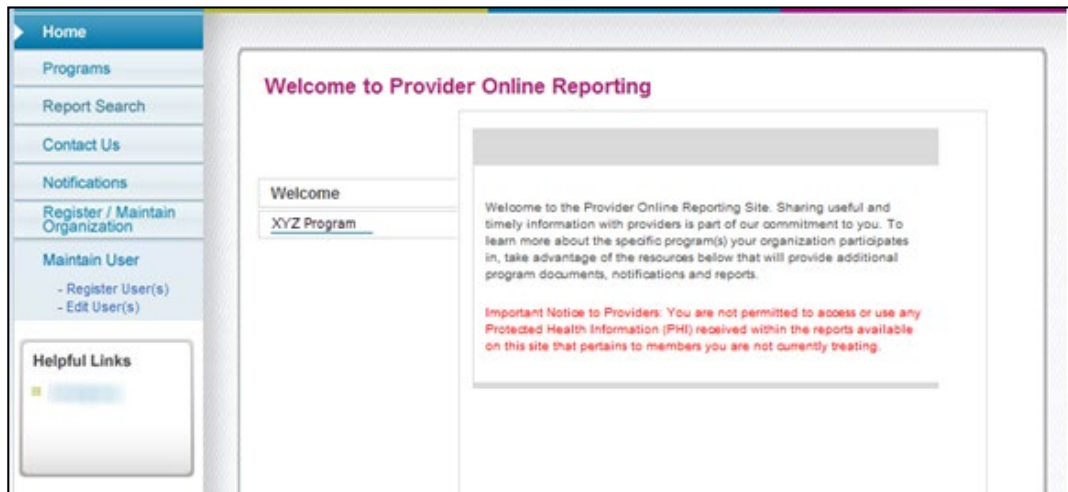 Home
Programs
Report Search
Contact Us
Notifications
Register / Maintain
Organization
Maintain User
- Register User(s)
- Edit User(s)
Helpful Links
Welcome to Provider Online Reporting
Welcome
XYZ Program
Welcome to the Provider Online Reporting Site. Sharing useful and
timely information with providers is part of our commitment to you. To
learn more about the specific program(s) your organization participates
in, take advantage of the resources below that will provide additional
program documents, notifications and reports.
Important Notice to Providers: You are not permitted to access or use any
Protected Health Information (PHI) received within the reports available
on this site that pertains to members you are not currently treating.